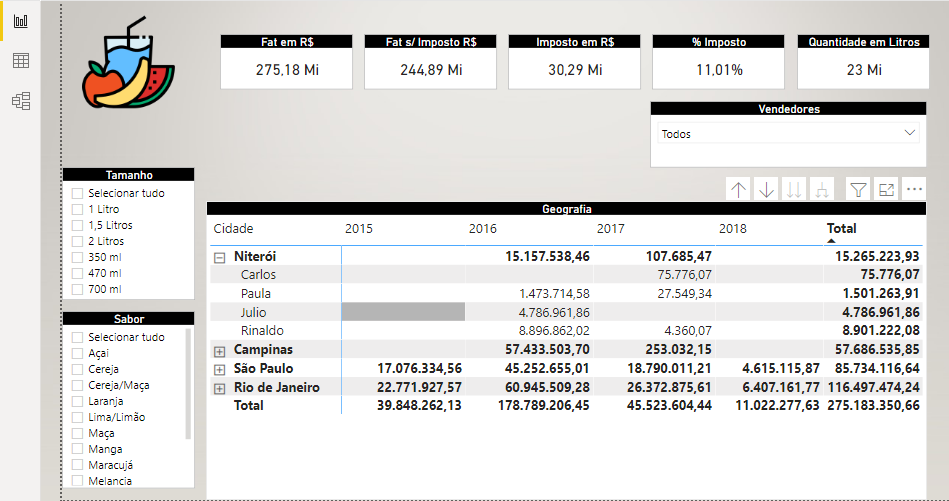 Fat em R$ Fat s/ Imposto R$ Imposto em R$ % Imposto Quantidade em Litros
275,18 Mi 244,89 Mi 30,29 Mi 11,01% 23 Mi
Vendedores
Todos
Tamanho
Selecionar tudo
1 Litro
1,5 Litros
2 Litros
350 ml
470 ml
700 ml
Sabor
Selecionar tudo
Açai
Cereja
Cereja/Maça
Laranja
Lima/Limão
Maça
Manga
Maracujá
Melancia
Geografia
Cidade 2015 2016 2017 2018 Total
Niterói 15.157.538,46 107.685,47 15.265.223,93
Carlos 75.776,07 75.776,07
Paula 1.473.714,58 27.549,34 1.501.263,91
Julio 4.786.961,86 4.786.961,86
Rinaldo 8.896.862,02 4.360,07 8.901.222,08
Campinas 57.433.503,70 253.032,15 57.686.535,85
São Paulo 17.076.334,56 45.252.655,01 18.790.011,21 4.615.115,87 85.734.116,64
Rio de Janeiro 22.771.927,57 60.945.509,28 26.372.875,61 6.407.161,77 116.497.474,24
Total 39.848.262,13 178.789.206,45 45.523.604,44 11.022.277,63 275.183.350,66